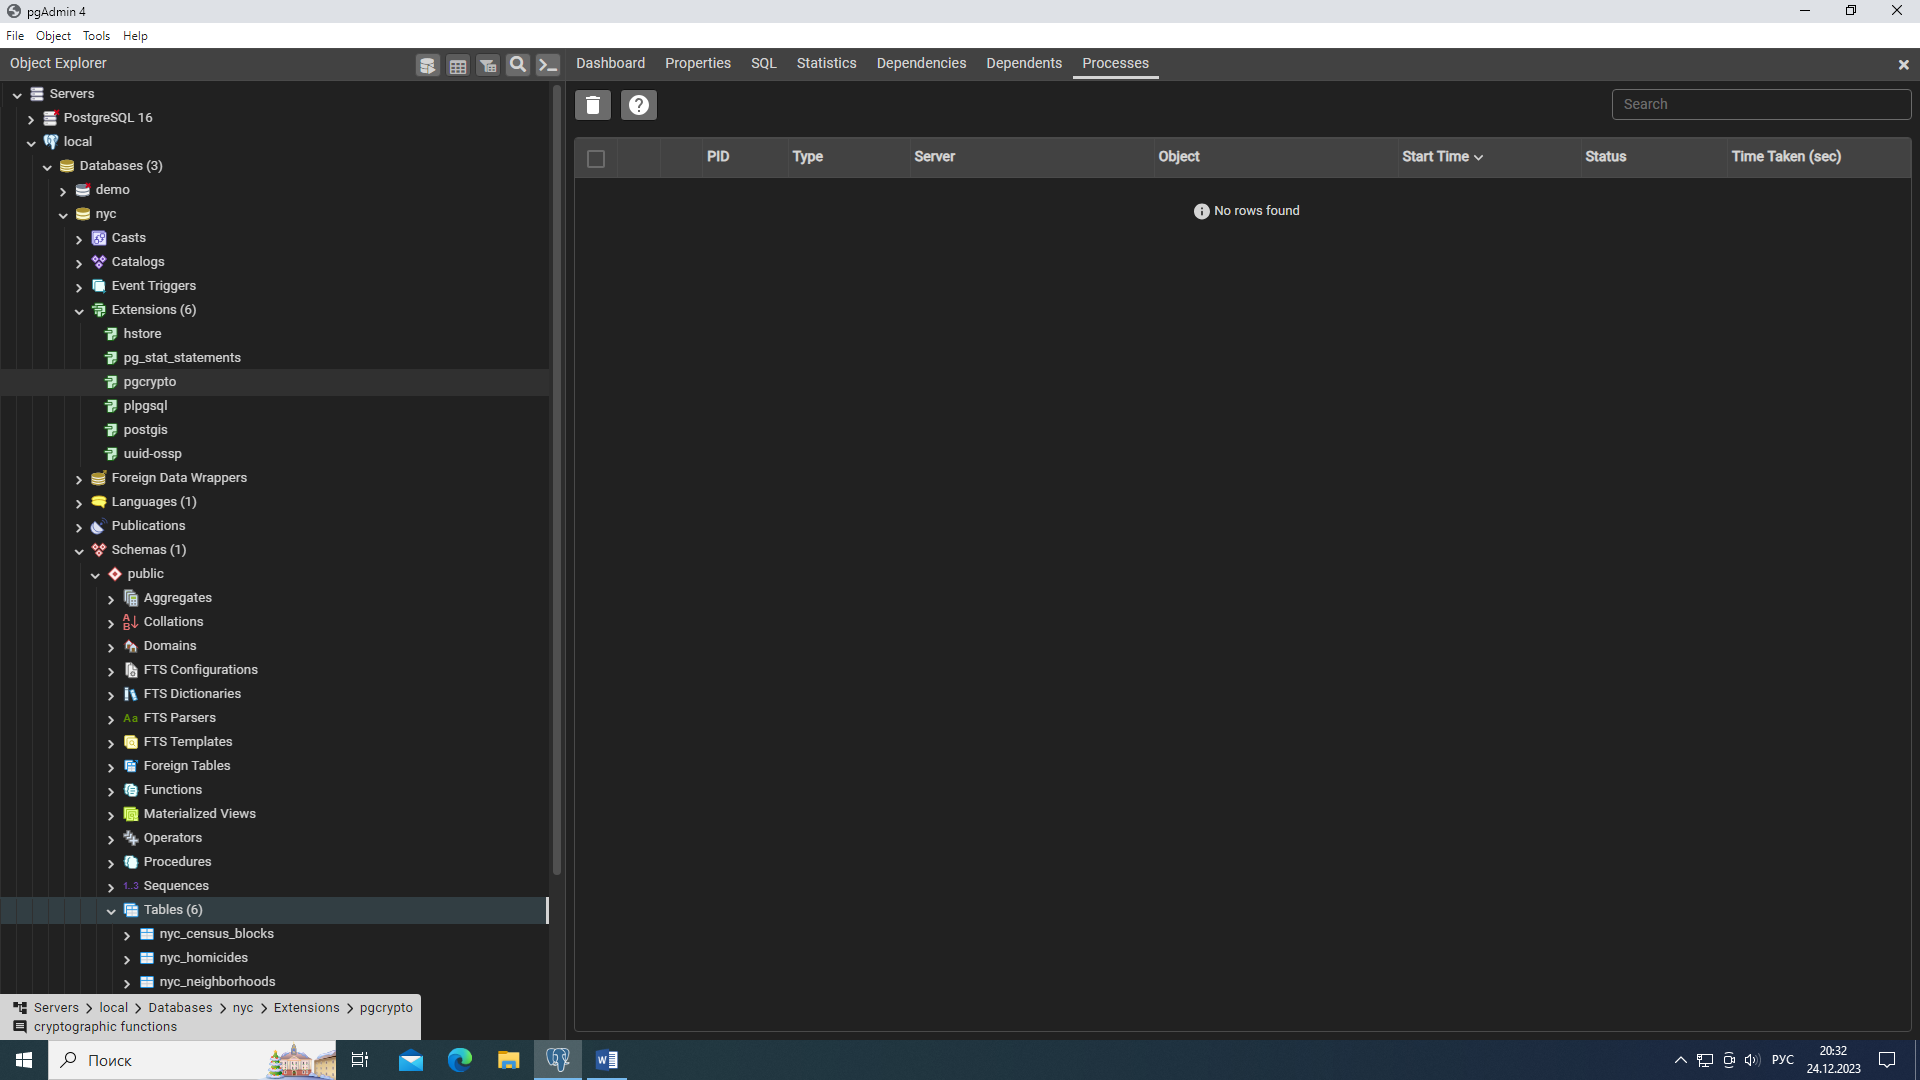 pgAdmin 4
File Object Tools Help
Object Explorer
Dashboard Properties SQL Statistics Dependencies Dependents Processes
Search
PID Type Server Object Start Time Status Time Taken (sec)
No rows found
Servers
PostgreSQL 16
local
Databases (3)
demo
nyc
Casts
Catalogs
Event Triggers
Extensions (6)
hstore
pg_stat_statements
pgcrypto
plpgsql
postgis
uuid-ossp
Foreign Data Wrappers
Languages (1)
Publications
Schemas (1)
public
Aggregates
Collations
Domains
FTS Configurations
FTS Dictionaries
Aa FTS Parsers
FTS Templates
Foreign Tables
Functions
Materialized Views
Operators
Procedures
1..3 Sequences
Tables (6)
nyc_census_blocks
nyc_homicides
nyc_neighborhoods
Servers > local > Databases > nyc > Extensions > pgcrypto
cryptographic functions
Поиск
РУС
20:32
24.12.2023